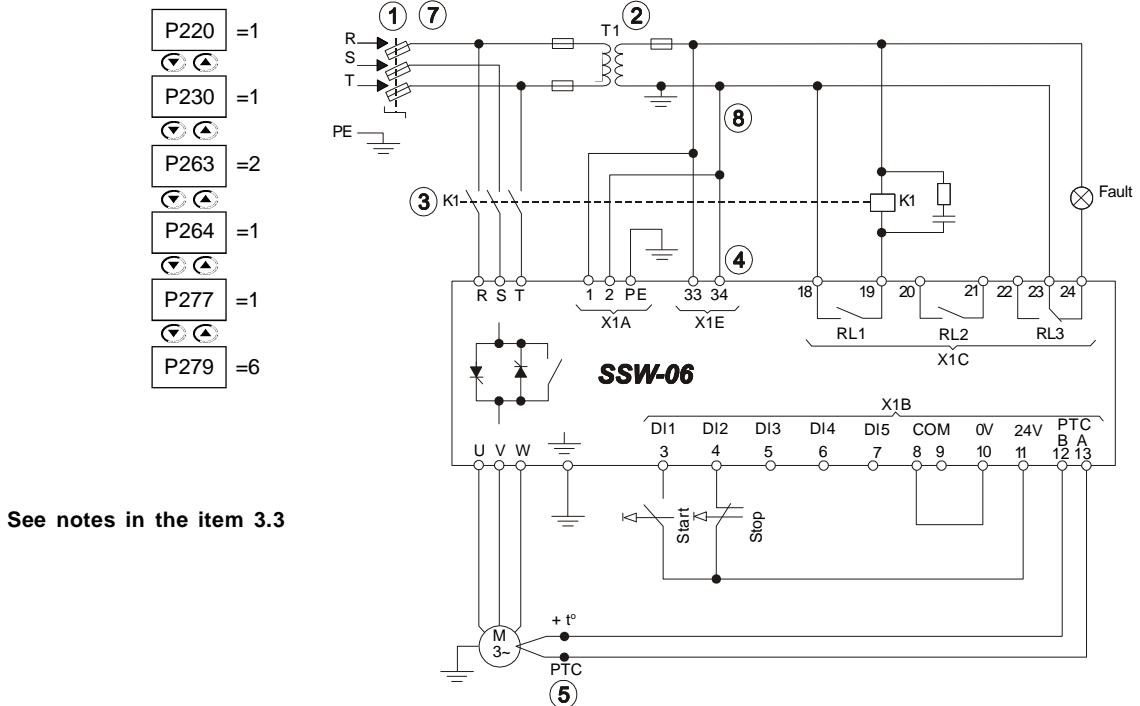 P220 =1
P230 =1
P263 =2
P264 =1
P277 =1
P279 =6
See notes in the item 3.3
1 7 2
T1
R
S
T
PE
8
3 K1
K1
Fault
4
R S T 1 2 PE 33 34 18 19 20 21 22 23 24
X1A X1E RL1 RL2 RL3
X1C
SSW-06
X1B
DI1 DI2 DI3 DI4 DI5 COM 0V 24V PTC
B A
U V W 3 4 5 6 7 8 9 10 11 12 13
Start
Stop
+ tº
M
3~
PTC
5